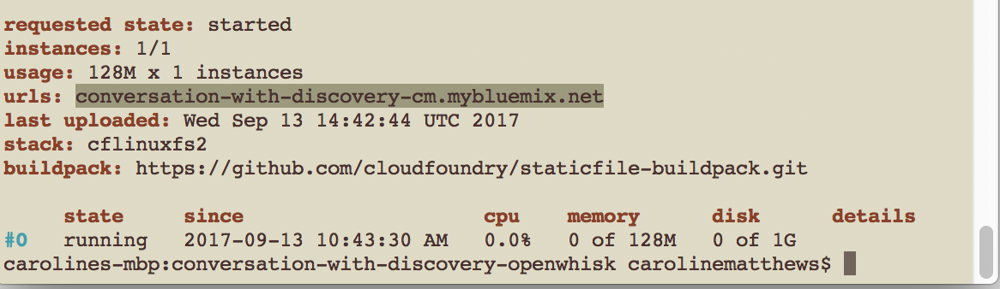 requested state: started
instances: 1/1
usage: 128M x 1 instances
urls: conversation-with-discovery-cm.mybluemix.net
last uploaded: Wed Sep 13 14:42:44 UTC 2017
stack: cflinuxfs2
buildpack: https://github.com/cloudfoundry/staticfile-buildpack.git
state since cpu memory disk details
#0 running 2017-09-13 10:43:30 AM 0.0% 0 of 128M 0 of 1G
carolines-mbp:conversation-with-discovery-openwhisk carolinematthews$